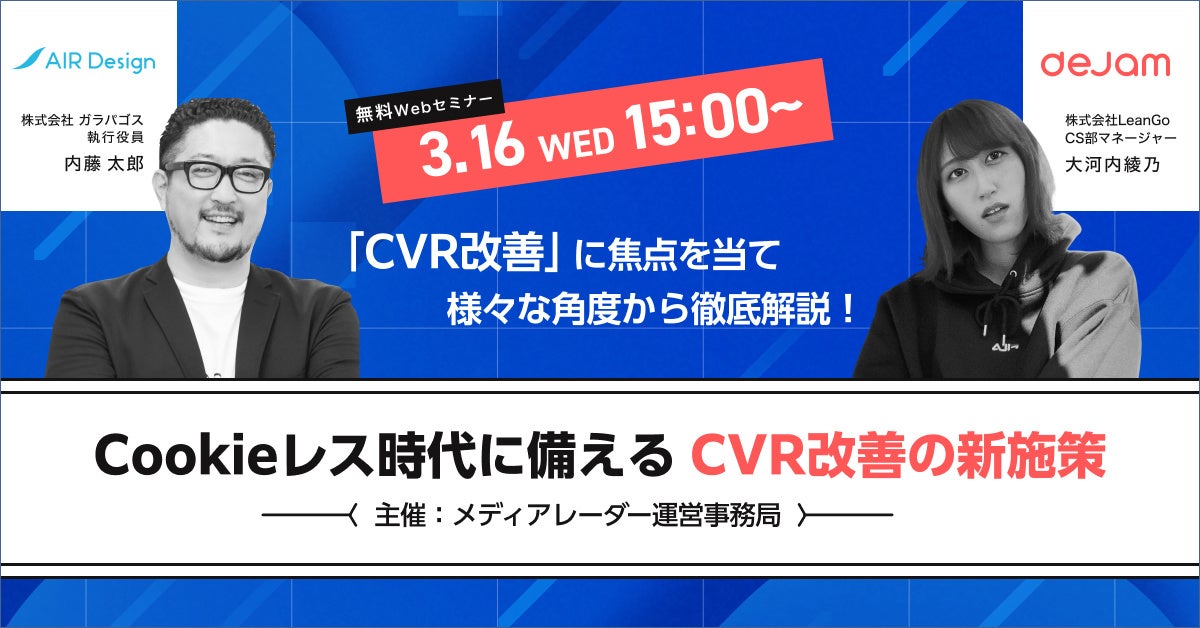 AIR Design
株式会社 ガラパゴス
執行役員
内藤 太郎
無料Webセミナー
3.16 WED 15:00~
deJam
株式会社LeanGo
CS部マネージャー
大河内綾乃
「CVR改善」に焦点を当て
様々な角度から徹底解説！
Cookieレス時代に備える CVR改善の新施策
主催：メディアレーダー運営事務局